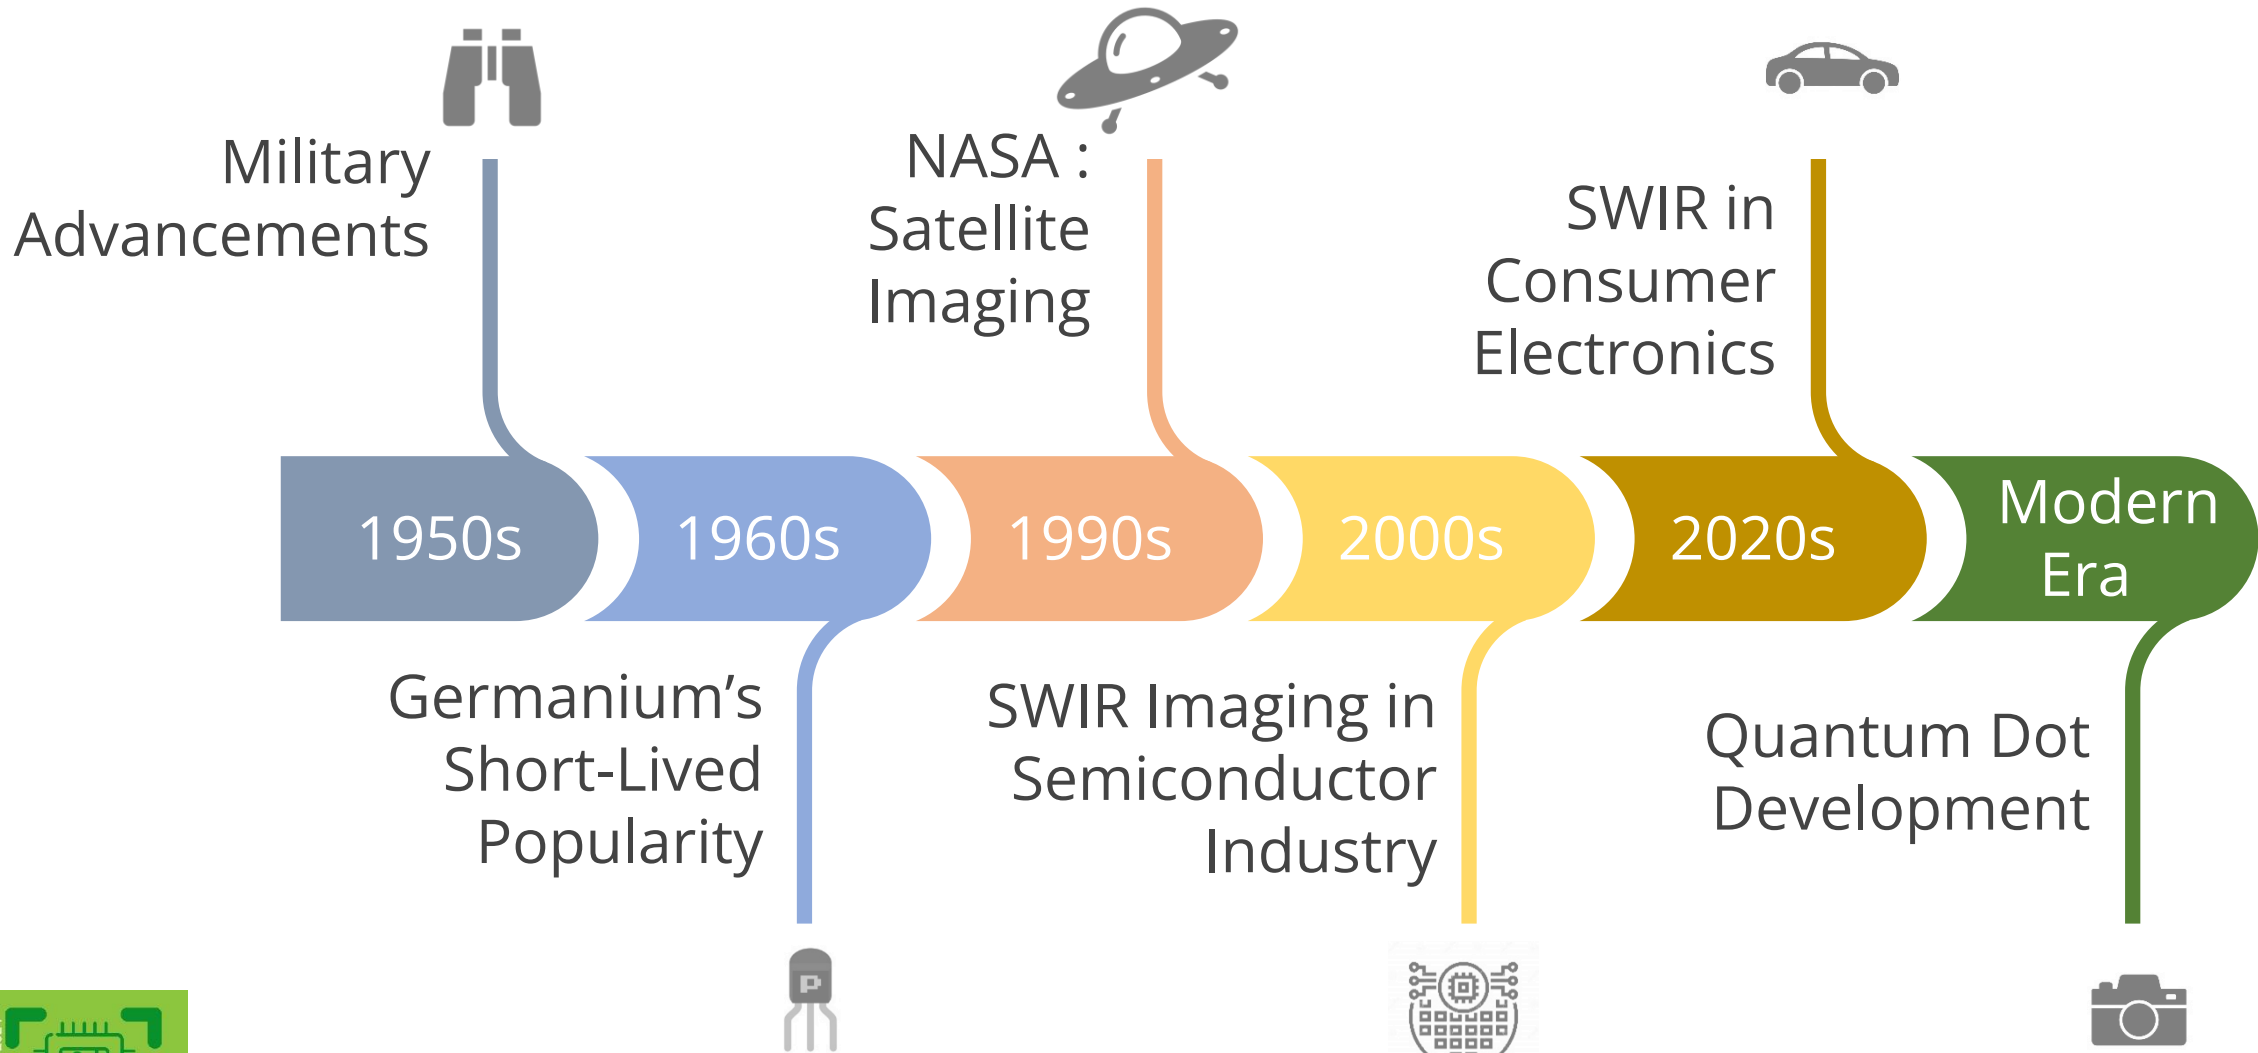 Military
Advancements
NASA :
Satellite
Imaging
SWIR in
Consumer
Electronics
1950s
1960s
1990s
2000s
2020s
Modern
Era
Germanium’s
Short-Lived
Popularity
SWIR Imaging in
Semiconductor
Industry
Quantum Dot
Development
P